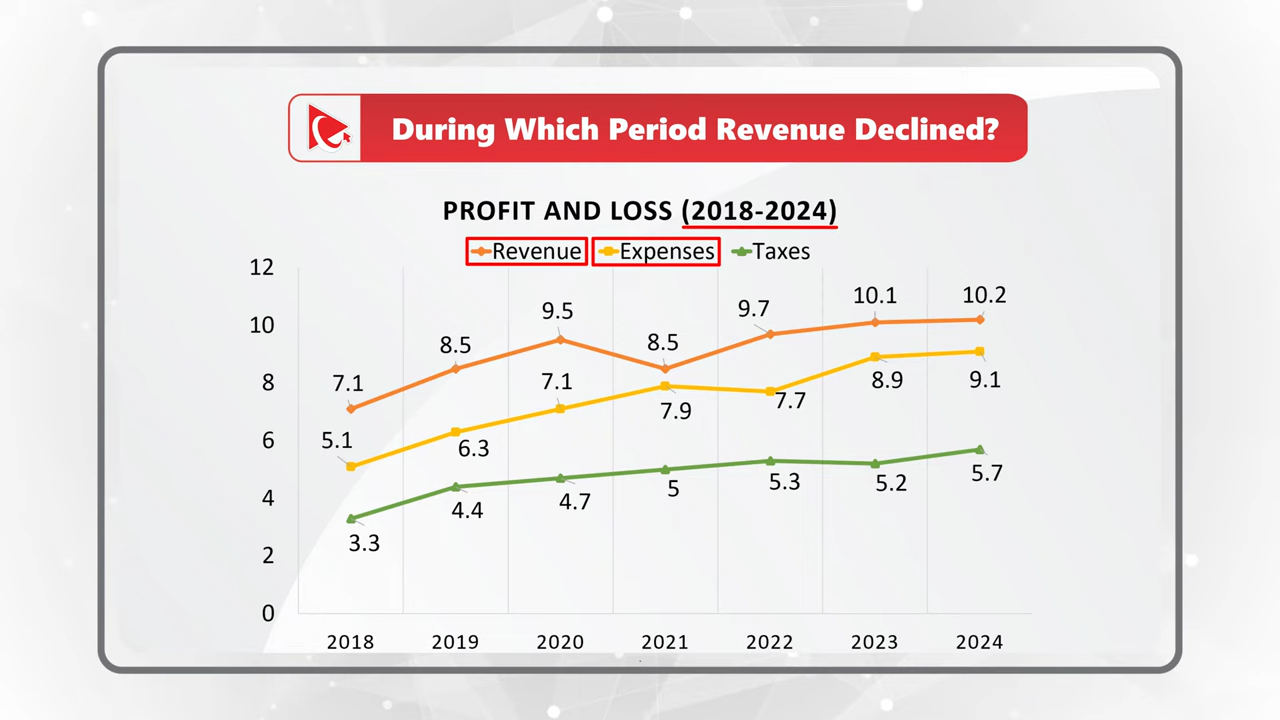 During Which Period Revenue Declined?
PROFIT AND LOSS (2018-2024)
Revenue Expenses Taxes
12
10
8
6
4
2
0
7.1 8.5 9.5 8.5 9.7 10.1 10.2
5.1 6.3 7.1 7.9 7.7 8.9 9.1
3.3 4.4 4.7 5 5.3 5.2 5.7
2018 2019 2020 2021 2022 2023 2024